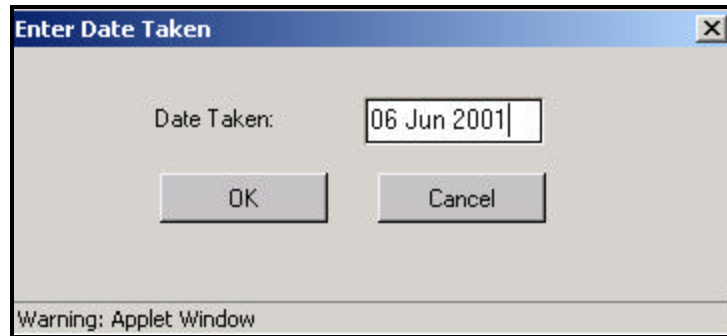 Enter Date Taken
Date Taken: 06 Jun 2001
OK Cancel
Warning: Applet Window